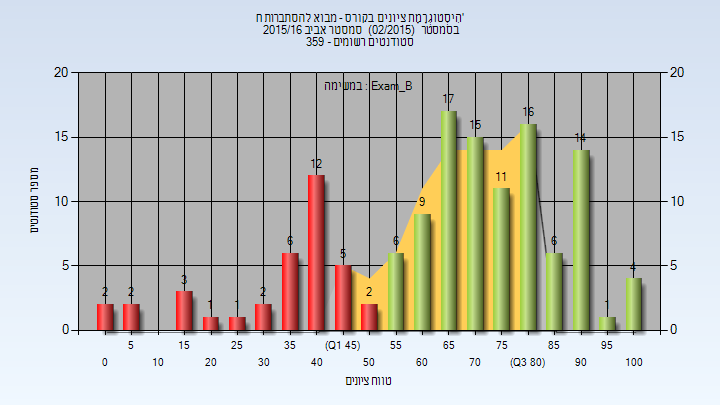 היסטוגרמת ציונים בקורס - מבוא להסתברות ח'
בסמסטר (02/2015) סמסטר אביב 2015/16
סטודנטים רשומים - 359
במשימה : Exam_B
20 20
15 15
10 10
5 5
0 0
מספר סטודנטים
2 2 3 1 1 2 6 12 5 2 6 9 17 15 11 16 6 14 1 4
5 15 25 35 (Q1 45) 55 65 75 85 95
0 10 20 30 40 50 60 70 (Q3 80) 90 100
טווח ציונים